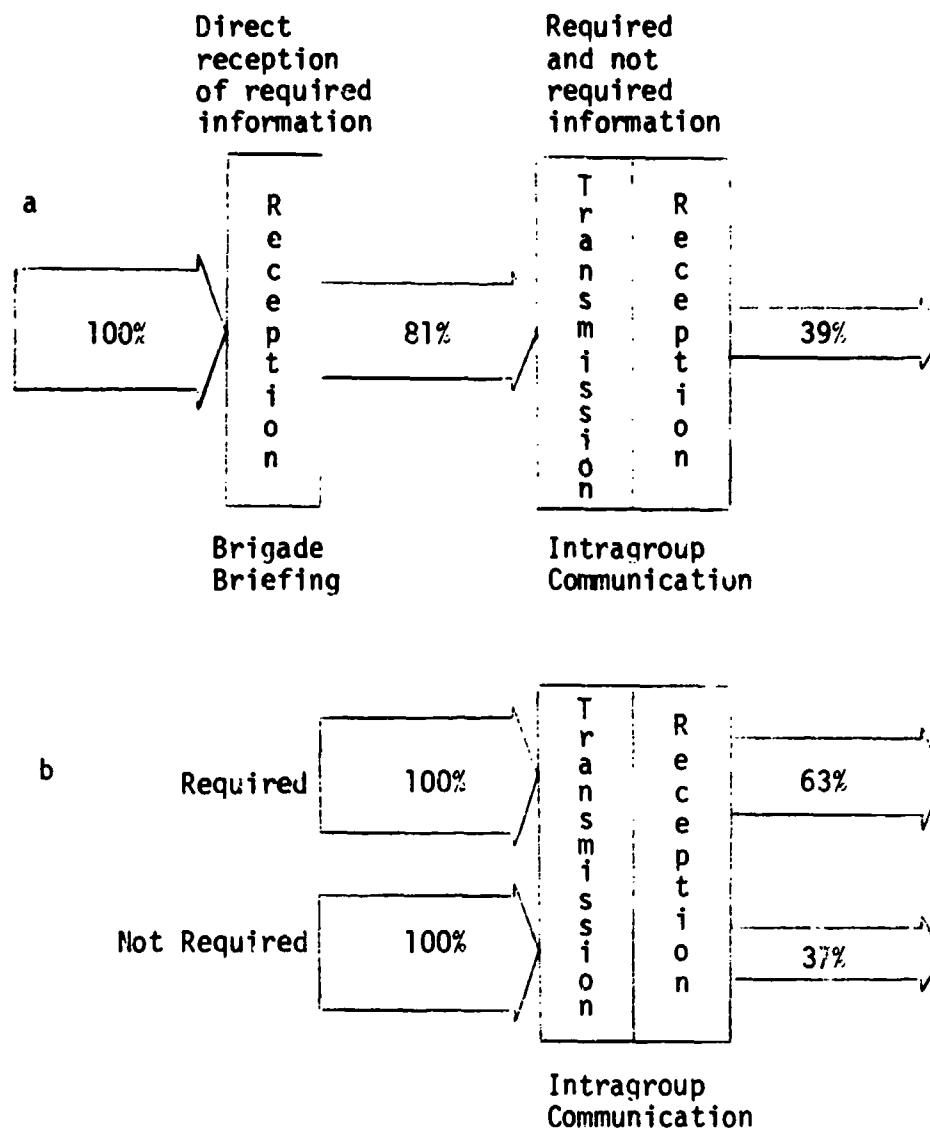 Direct
reception
of required
information
Required
and not
required
information
a
100%
Reception
81%
Transmission
Reception
39%
Brigade
Briefing
Intragroup
Communication
b
Required
100%
Transmission
Reception
63%
Not Required
100%
37%
Intragroup
Communication